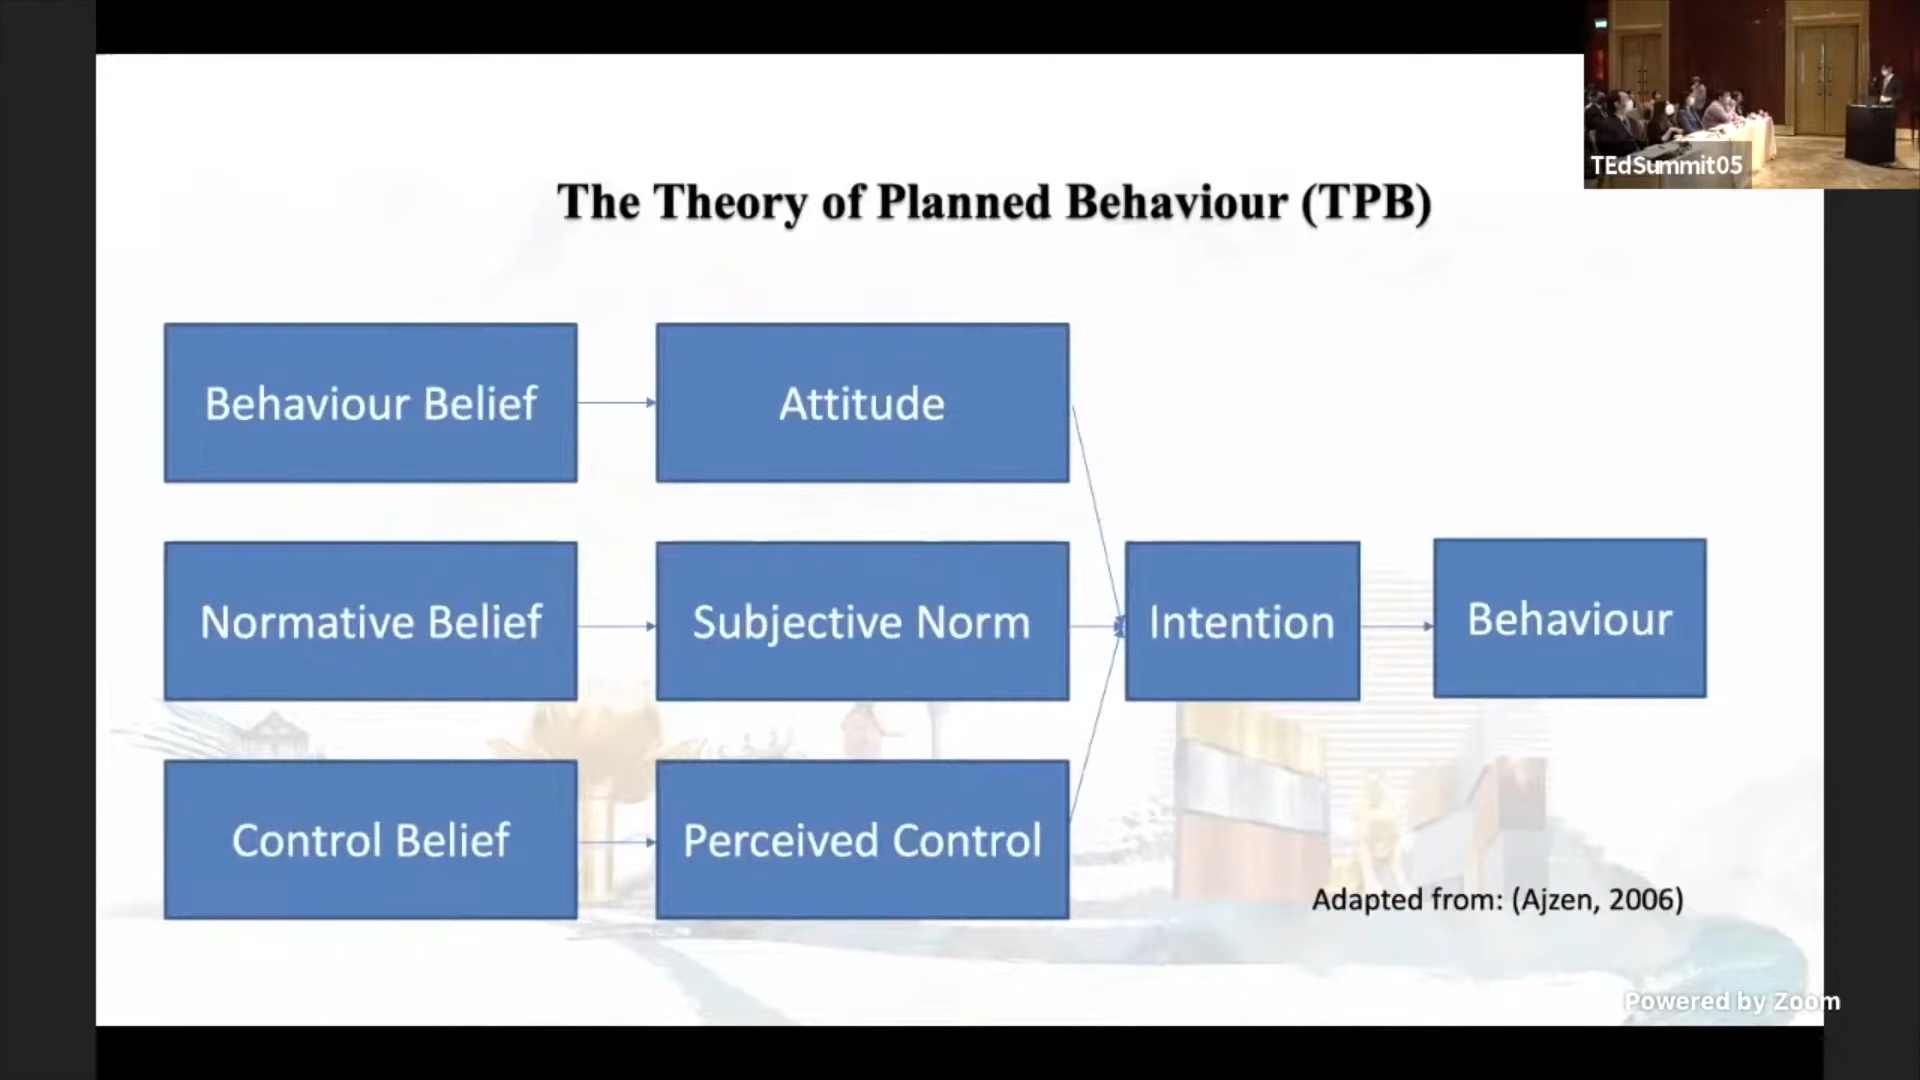 TEdSummit05
The Theory of Planned Behaviour (TPB)
Behaviour Belief
Attitude
Normative Belief
Subjective Norm
Intention
Behaviour
Control Belief
Perceived Control
Adapted from: (Ajzen, 2006)
Powered by Zoom